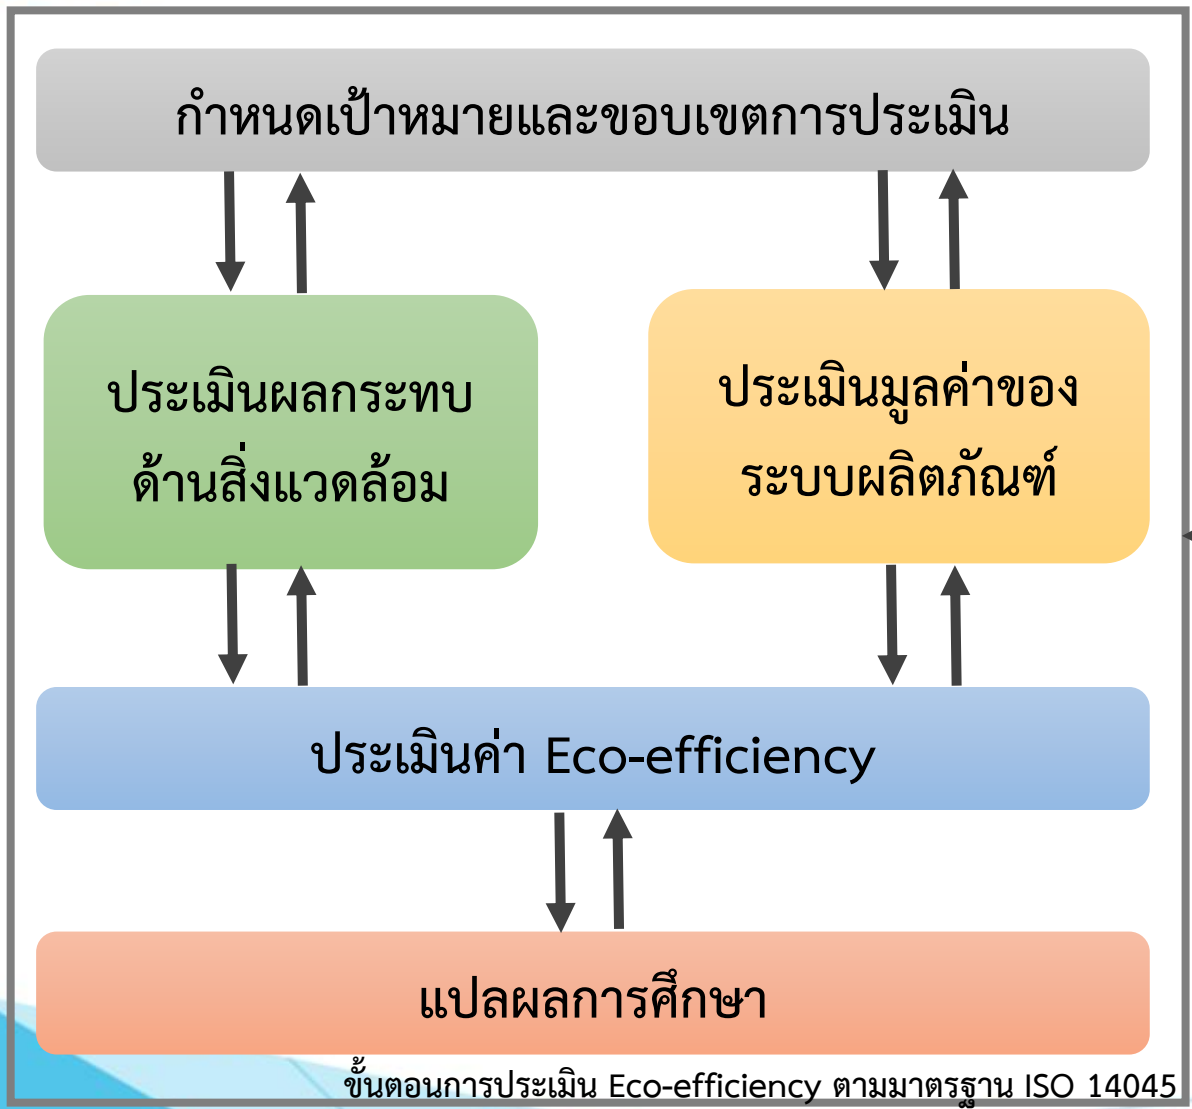 กำหนดเป้าหมายและขอบเขตการประเมิน
ประเมินผลกระทบ
ด้านสิ่งแวดล้อม
ประเมินมูลค่าของ
ระบบผลิตภัณฑ์
ประเมินค่า Eco-efficiency
แปลผลการศึกษา
ขั้นตอนการประเมิน Eco-efficiency ตามมาตรฐาน ISO 14045